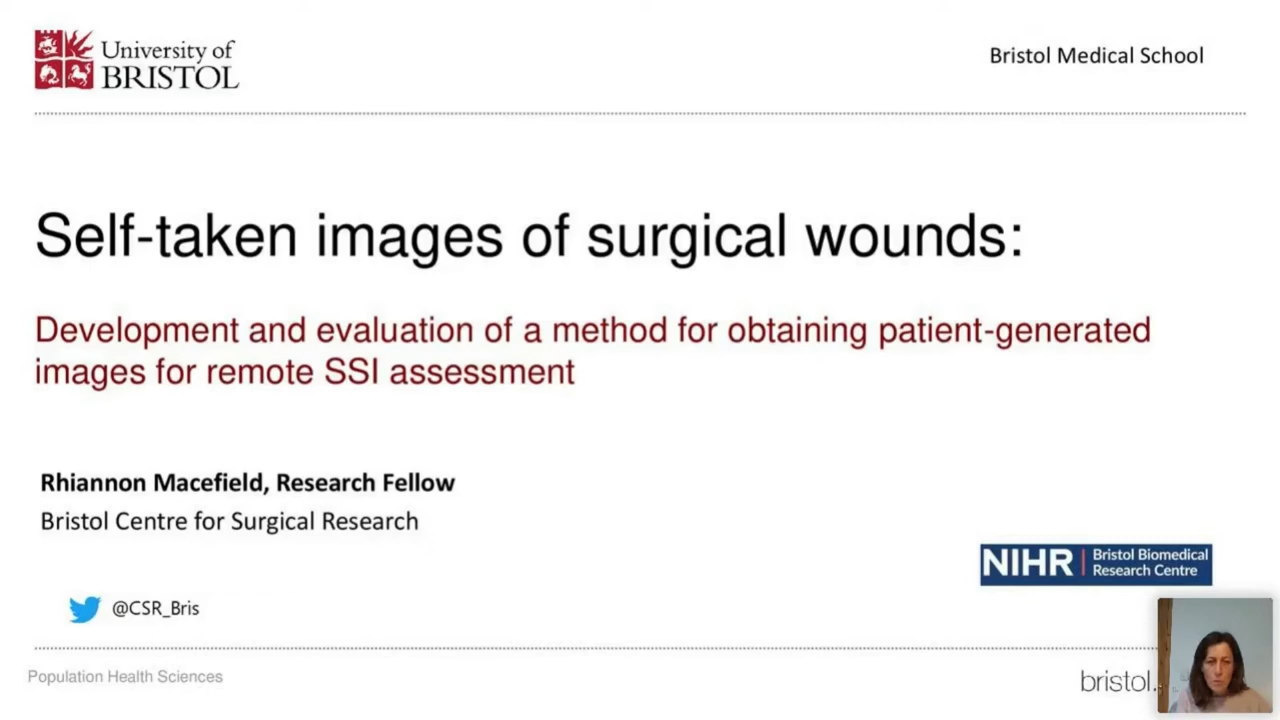 University of
BRISTOL
Bristol Medical School
Self-taken images of surgical wounds:
Development and evaluation of a method for obtaining patient-generated
images for remote SSI assessment
Rhiannon Macefield, Research Fellow
Bristol Centre for Surgical Research
NIHR | Bristol Biomedical
Research Centre
@CSR_Bris
Population Health Sciences
bristol.